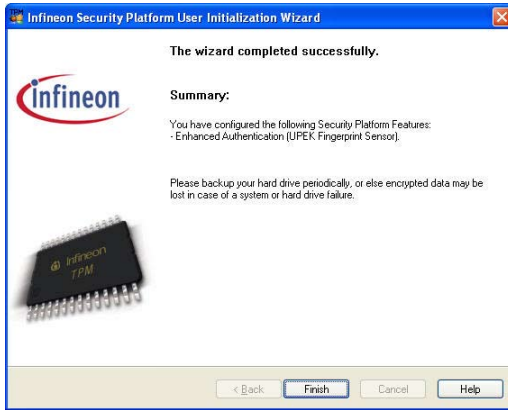 Infineon Security Platform User Initialization Wizard
The wizard completed successfully.
Infineon
Summary:
You have configured the following Security Platform Features:
- Enhanced Authentication (UPEK Fingerprint Sensor).
Please backup your hard drive periodically, or else encrypted data may be
lost in case of a system or hard drive failure.
Infineon
TPM
< Back
Finish
Cancel
Help